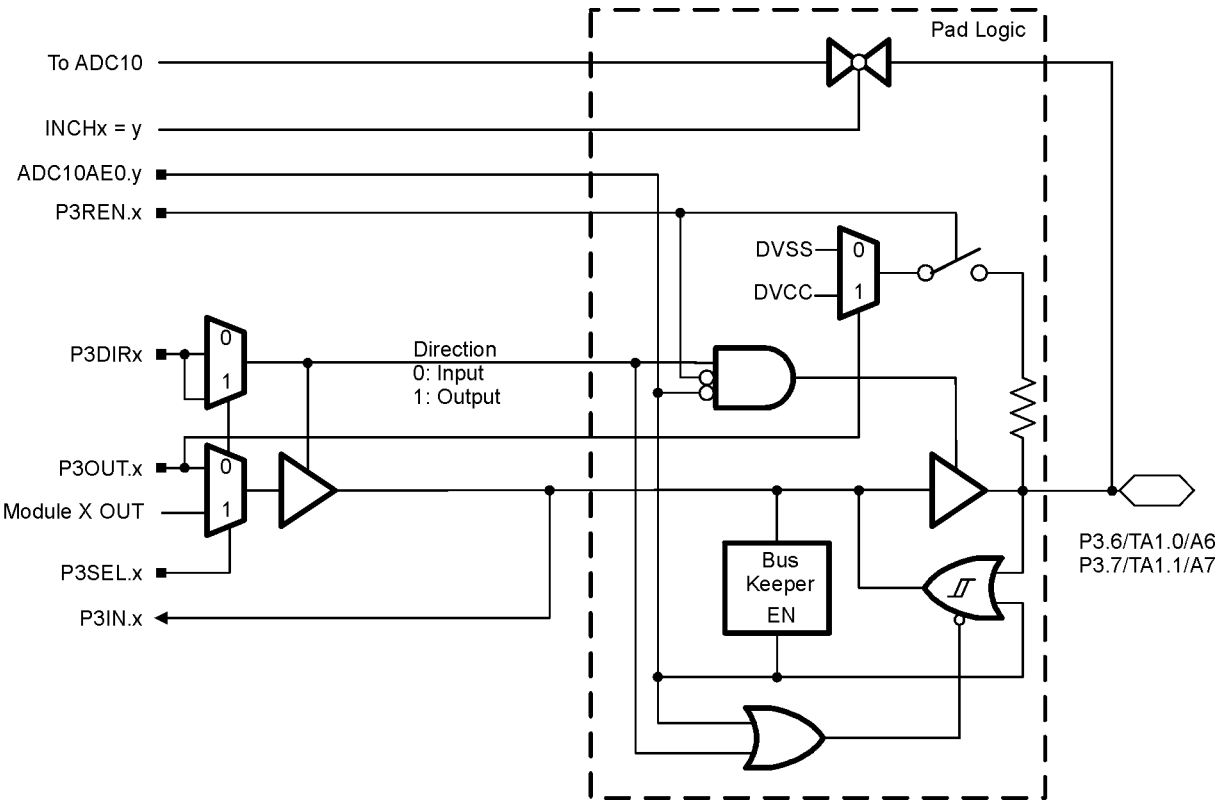 Pad Logic
To ADC10
INCHx = y
ADC10AE0.y
P3REN.x
DVSS
0
DVCC
1
P3DIRx
0
1
Direction
0: Input
1: Output
P3OUT.x
0
Module X OUT
1
P3SEL.x
P3IN.x
Bus
Keeper
EN
P3.6/TA1.0/A6
P3.7/TA1.1/A7